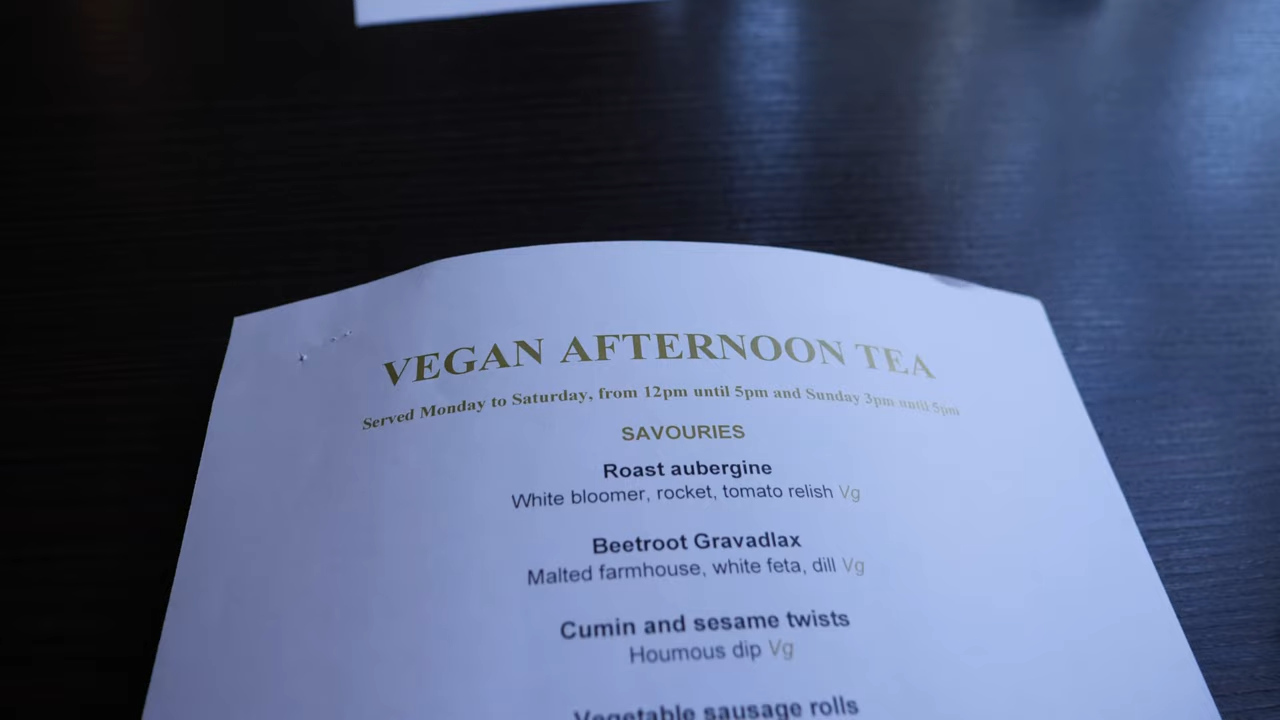 VEGAN AFTERNOON TEA
Served Monday to Saturday, from 12pm until 5pm and Sunday 3pm until 5pm
SAVOURIES
Roast aubergine
White bloomer, rocket, tomato relish Vg
Beetroot Gravadlax
Malted farmhouse, white feta, dill Vg
Cumin and sesame twists
Houmous dip Vg
Vegetable sausage rolls